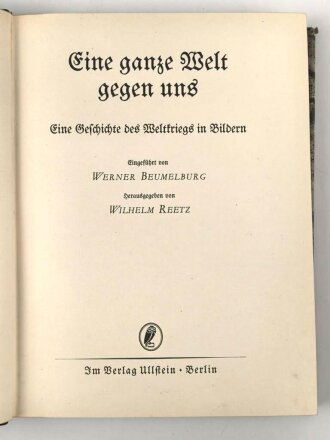 Eine ganze Welt
gegen uns
Eine Geschichte des Weltkriegs in Bildern
Eingeführt von
WERNER BEUMELBURG
Herausgegeben von
WILHELM REETZ
Im Verlag Ullstein • Berlin